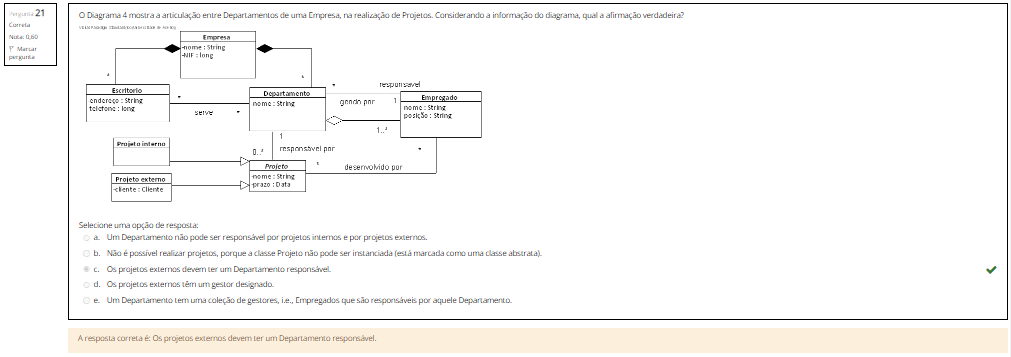 Pergunta 21
Correta
Nota: 0,60
Marcar pergunta
O Diagrama 4 mostra a articulação entre Departamentos de uma Empresa, na realização de Projetos. Considerando a informação do diagrama, qual a afirmação verdadeira?
Empresa
-nome : String
-NIF : long
Escritorio
endereço : String
telefone : long
*
*
serve
*
*
Departamento
nome : String
*
responsavel
gerido por
1
1..*
Empregado
nome : String
posição : String
Projeto interno
Projeto externo
-cliente : Cliente
1
0..*
responsável por
Projeto
-nome : String
-prazo : Data
*
desenvolvido por
*
Selecione uma opção de resposta:
a. Um Departamento não pode ser responsável por projetos internos e por projetos externos.
b. Não é possível realizar projetos, porque a classe Projeto não pode ser instanciada (está marcada como uma classe abstrata).
c. Os projetos externos devem ter um Departamento responsável.
d. Os projetos externos têm um gestor designado.
e. Um Departamento tem uma coleção de gestores, i.e., Empregados que são responsáveis por aquele Departamento.
A resposta correta é: Os projetos externos devem ter um Departamento responsável.